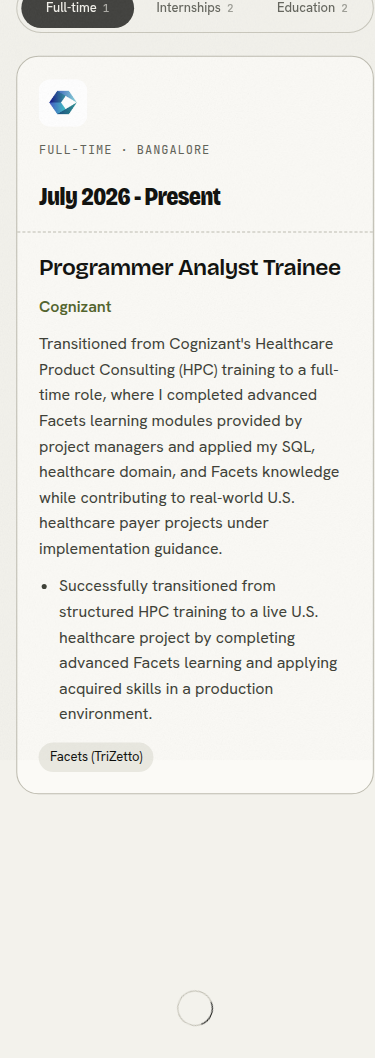 Full-time 1 Internships 2 Education 2
FULL-TIME · BANGALORE
July 2026 - Present
Programmer Analyst Trainee
Cognizant
Transitioned from Cognizant's Healthcare
Product Consulting (HPC) training to a full-
time role, where I completed advanced
Facets learning modules provided by
project managers and applied my SQL,
healthcare domain, and Facets knowledge
while contributing to real-world U.S.
healthcare payer projects under
implementation guidance.
• Successfully transitioned from
structured HPC training to a live U.S.
healthcare project by completing
advanced Facets learning and applying
acquired skills in a production
environment.
Facets (TriZetto)